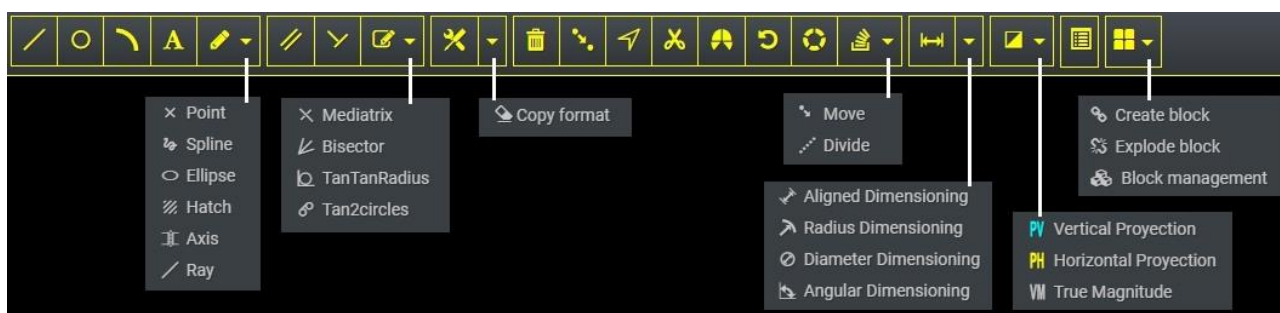 A
Point
Spline
Ellipse
Hatch
Axis
Ray
Mediatrix
Bisector
TanTanRadius
Tan2circles
Copy format
Move
Divide
Aligned Dimensioning
Radius Dimensioning
Diameter Dimensioning
Angular Dimensioning
PV Vertical Proyection
PH Horizontal Proyection
VM True Magnitude
Create block
Explode block
Block management